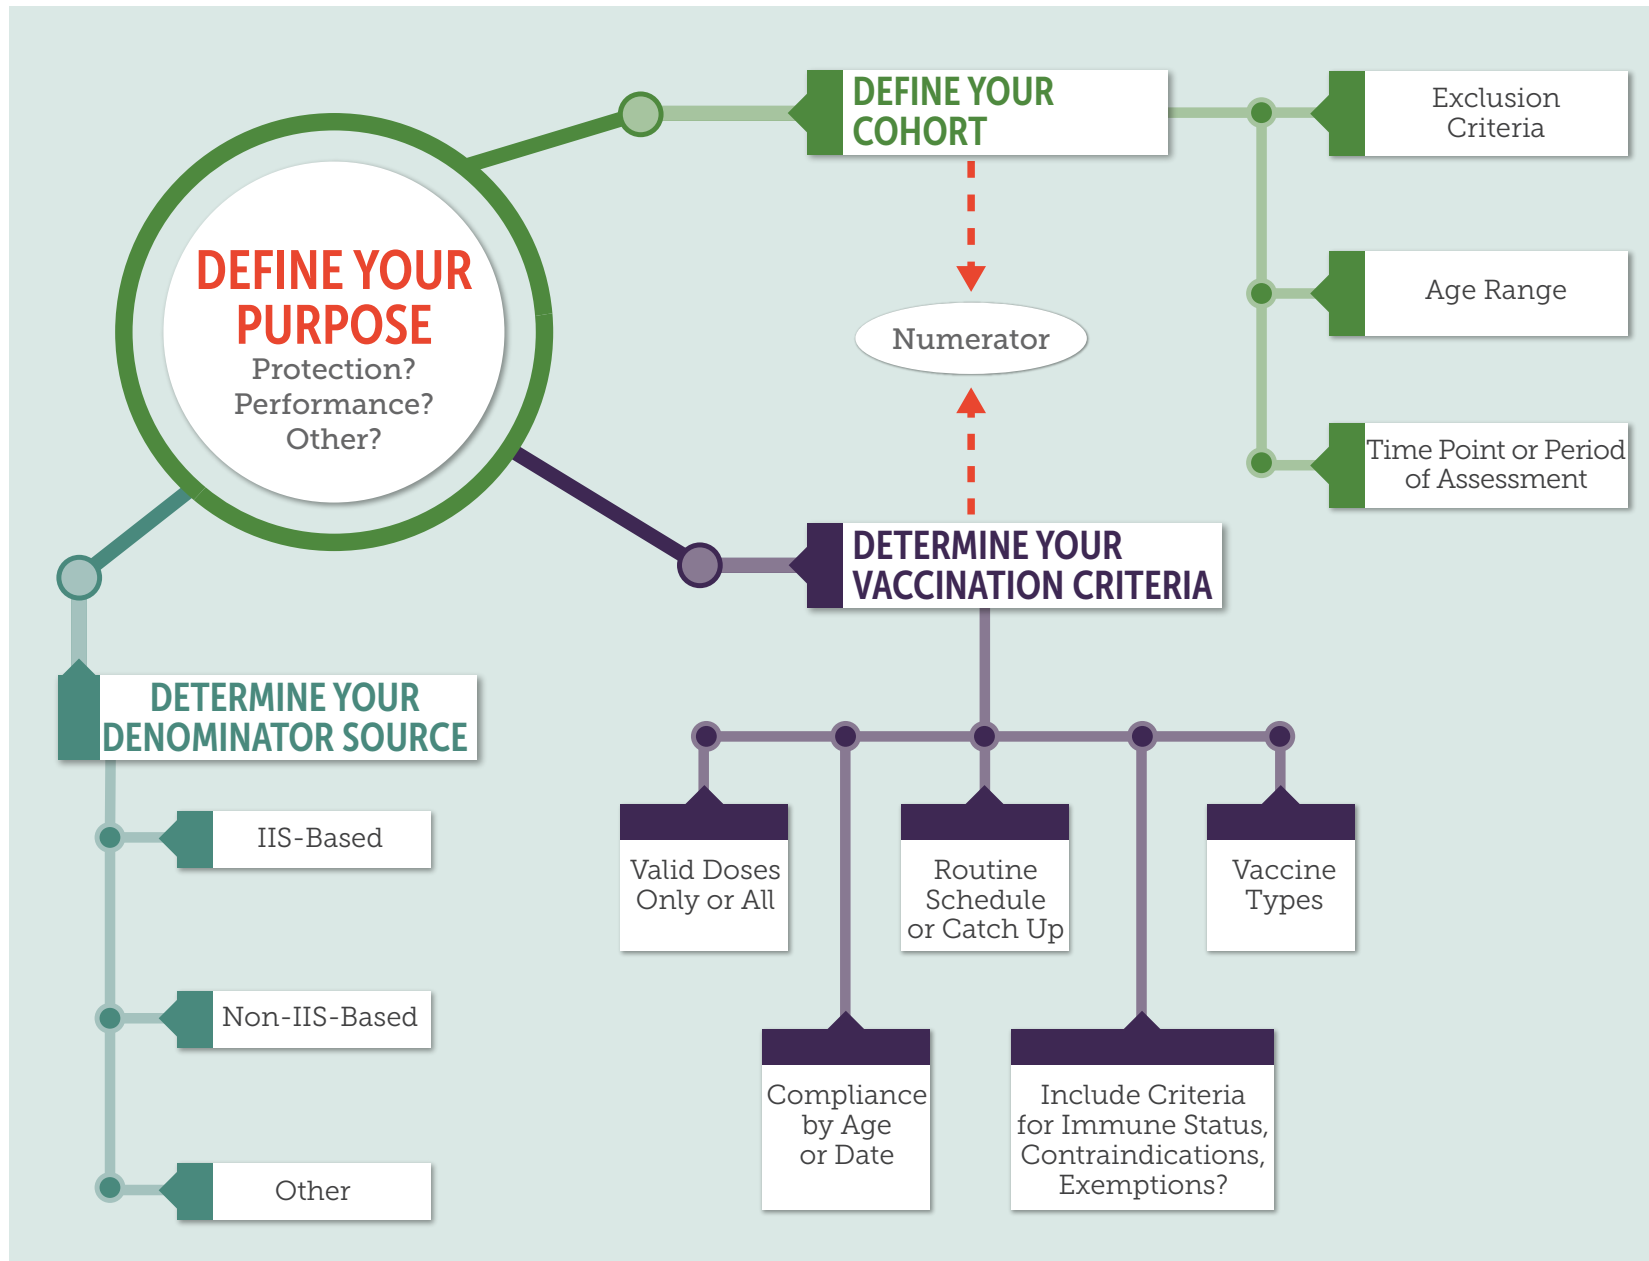 DEFINE YOUR
PURPOSE
Protection?
Performance?
Other?
DEFINE YOUR
COHORT
Exclusion
Criteria
Age Range
Time Point or Period
of Assessment
Numerator
DETERMINE YOUR
VACCINATION CRITERIA
Valid Doses
Only or All
Compliance
by Age
or Date
Routine
Schedule
or Catch Up
Include Criteria
for Immune Status,
Contraindications,
Exemptions?
Vaccine
Types
DETERMINE YOUR
DENOMINATOR SOURCE
IIS-Based
Non-IIS-Based
Other